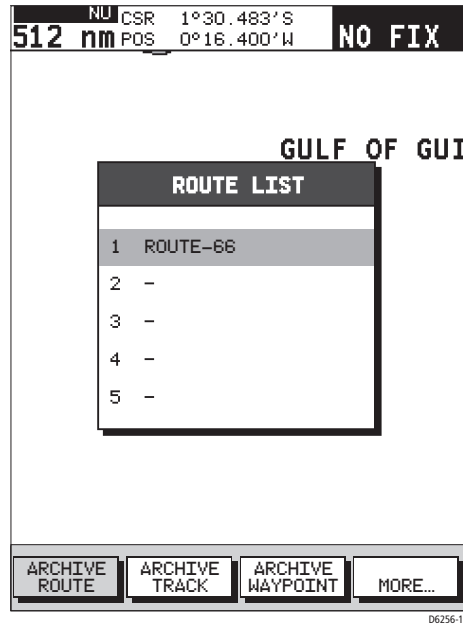 NU CSR 1°30.483'S
512 nm POS 0°16.400'W NO FIX
GULF OF GUI
ROUTE LIST
1 ROUTE-66
2 -
3 -
4 -
5 -
ARCHIVE ROUTE
ARCHIVE TRACK
ARCHIVE WAYPOINT
MORE...
D6256-1